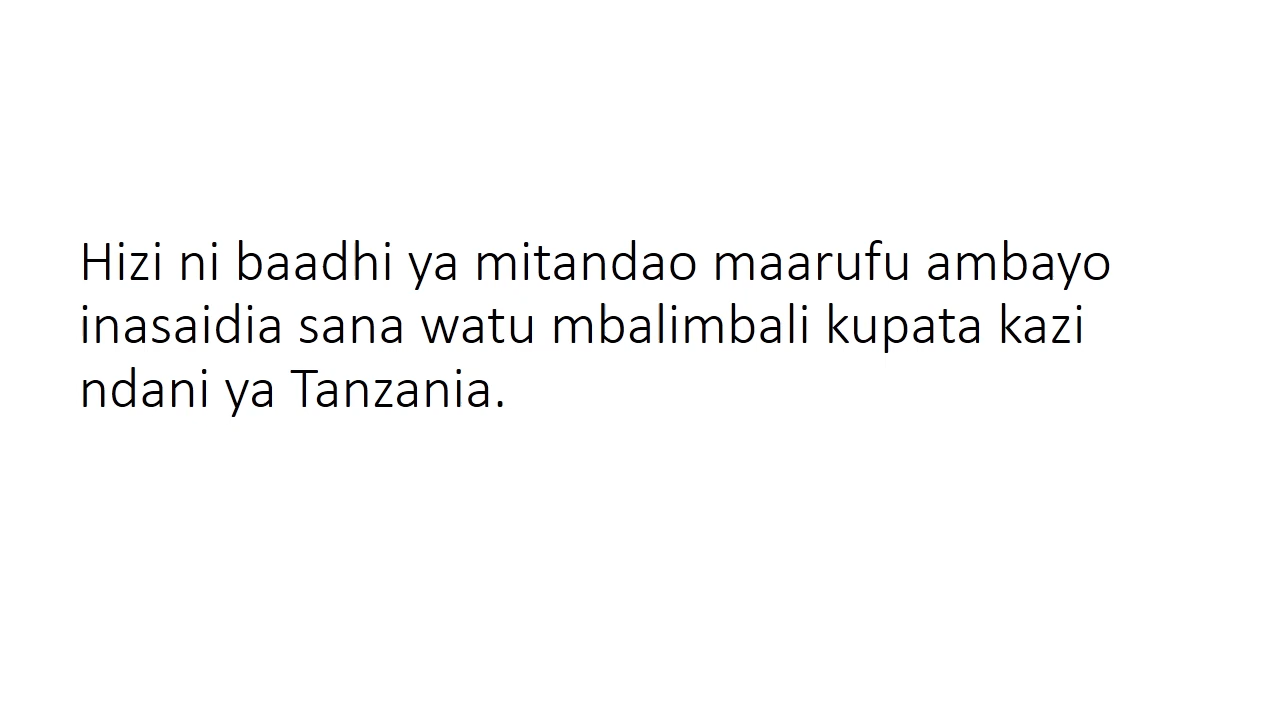 Hizi ni baadhi ya mitandao maarufu ambayo
inasaidia sana watu mbalimbali kupata kazi
ndani ya Tanzania.